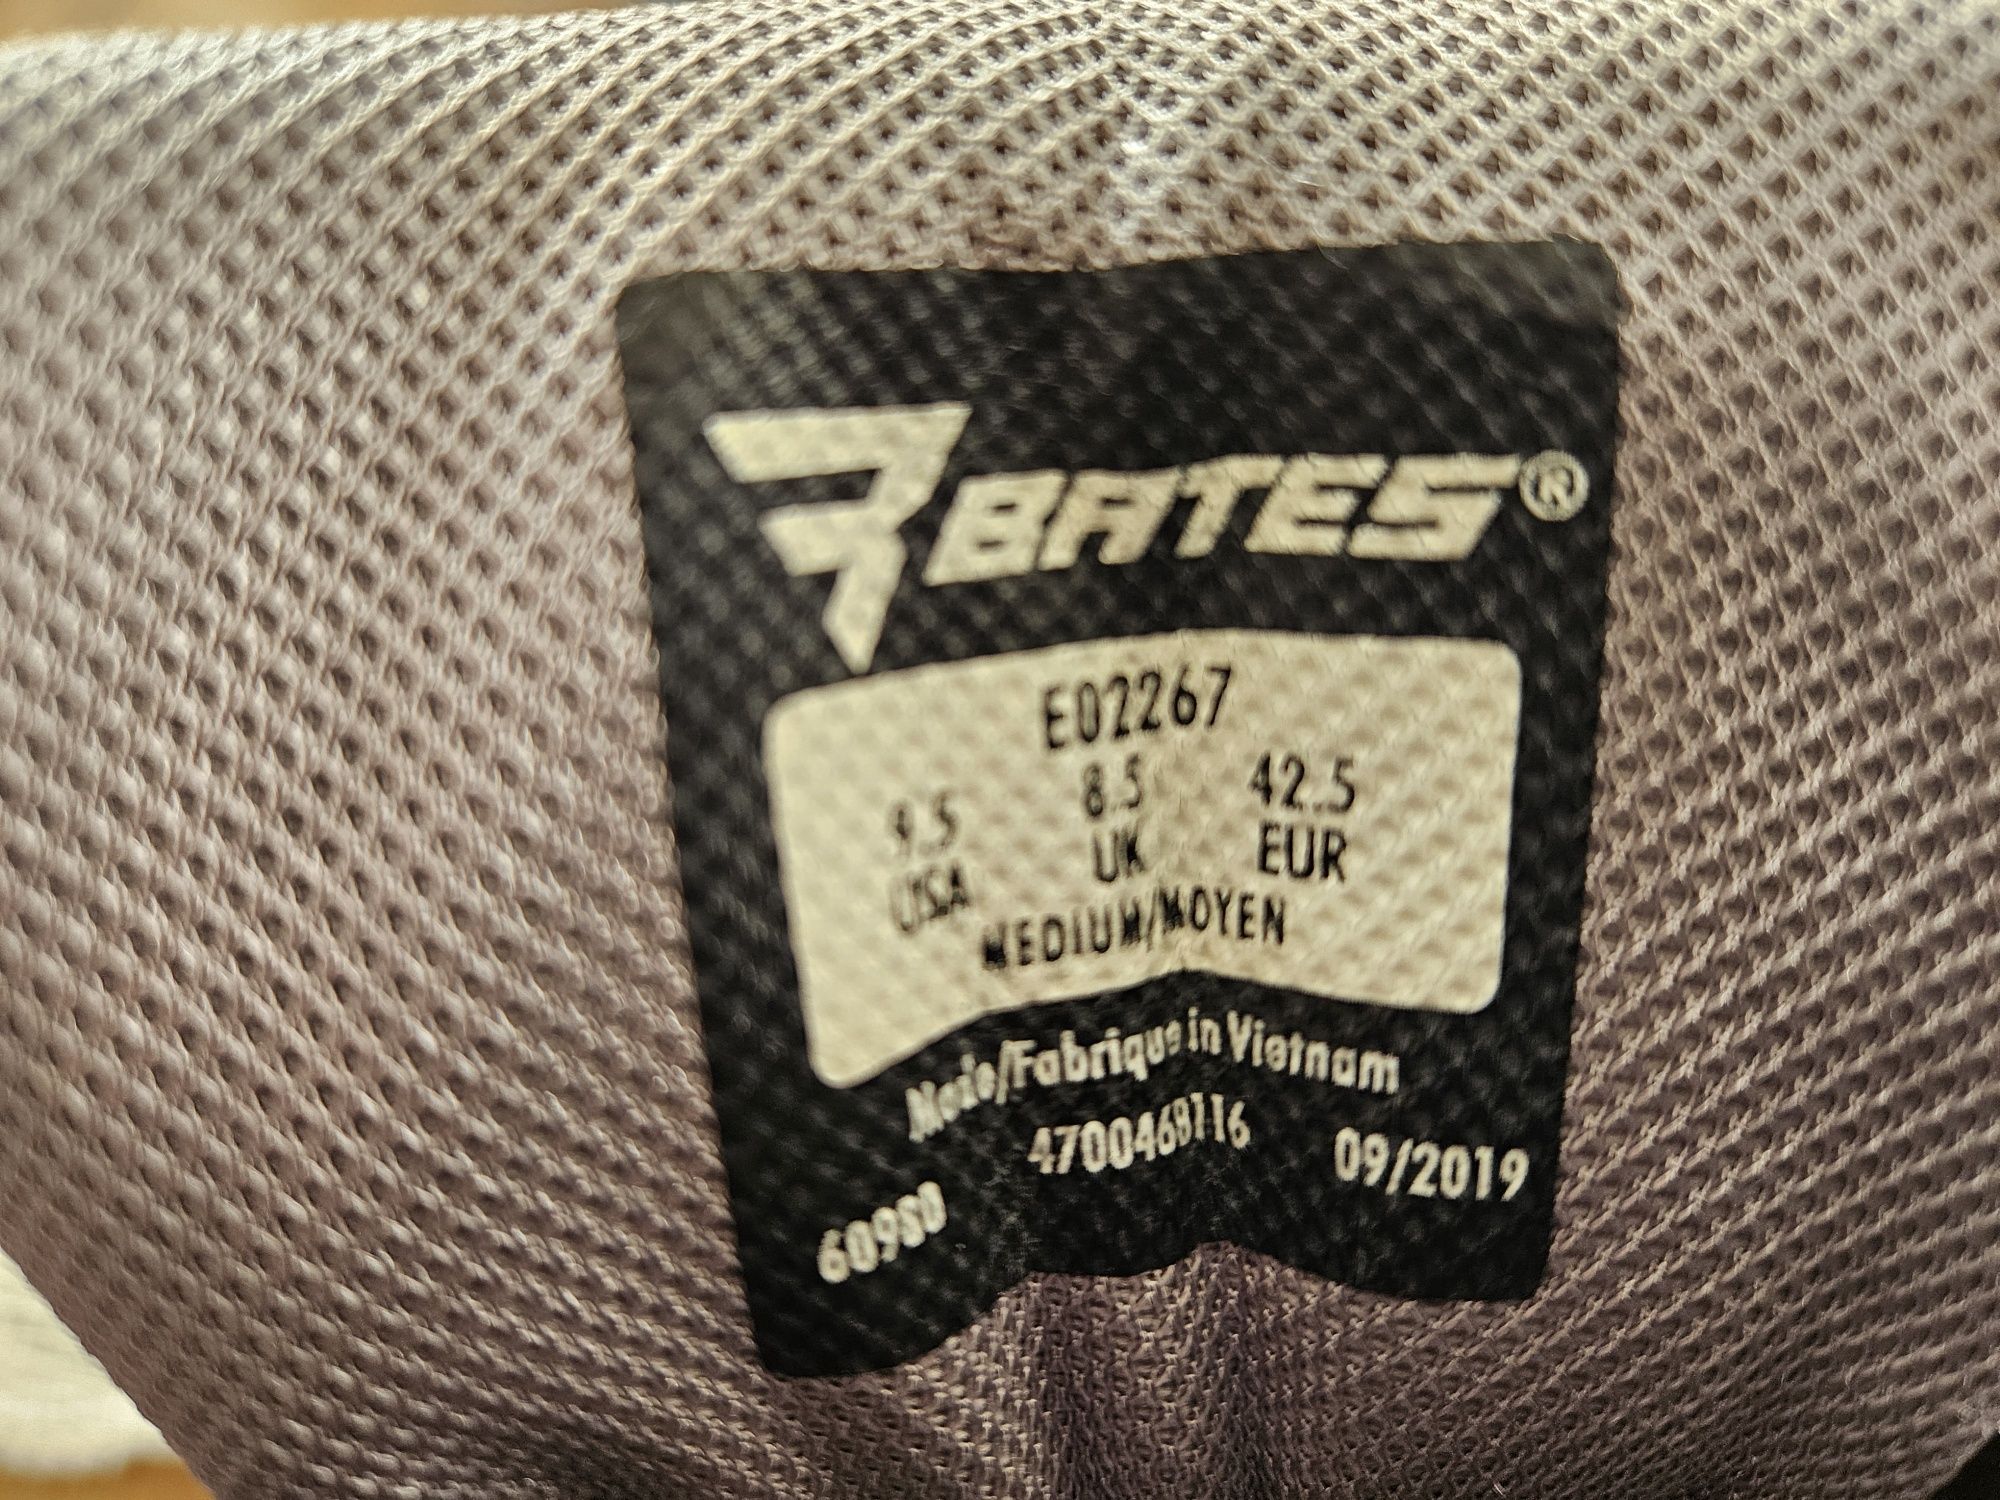 BATES®
E02267
9.5 8.5 42.5
USA UK EUR
MEDIUM/MOYEN
Made/Fabrique in Vietnam
4700468116 09/2019
609S0